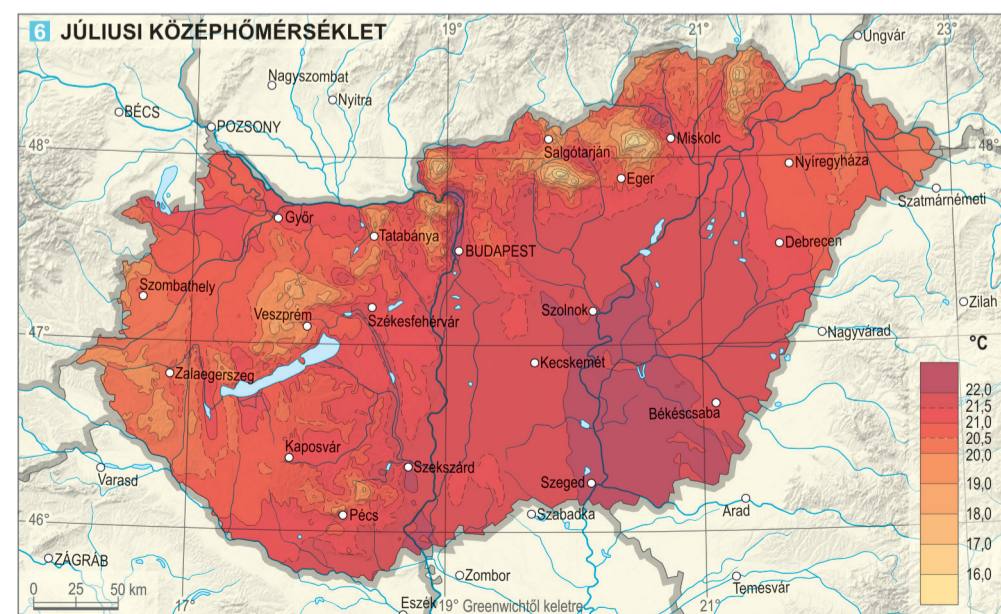 6 JÚLIUSI KÖZÉPHŐMÉRSÉKLET
19°
21°
23°
Ungvár
Nagyszombat
Nyitra
BÉCS
POZSONY
48°
Salgótarján
Miskolc
48°
Nyíregyháza
Eger
Szatmárnémeti
Győr
Tatabánya
Debrecen
BUDAPEST
Szombathely
Zilah
Veszprém
Székesfehérvár
Szolnok
Nagyvárad
47°
°C
Kecskemét
Zalaegerszeg
22,0
21,5
21,0
20,5
20,0
19,0
18,0
17,0
16,0
Békéscsaba
Kaposvár
Szekszárd
Varasd
Szeged
Arad
Pécs
Szabadka
46°
ZÁGRÁB
Zombor
Temesvár
0 25 50 km
17°
Eszék
19° Greenwichtől keletre
21°